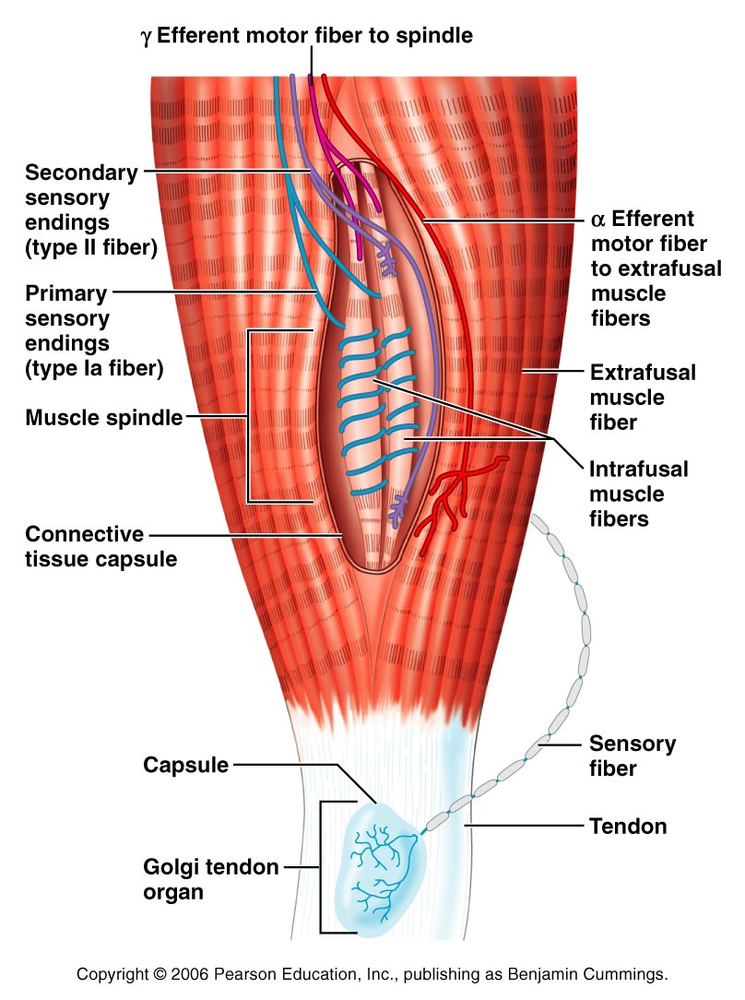 γ Efferent motor fiber to spindle
Secondary
sensory
endings
(type II fiber)
Primary
sensory
endings
(type Ia fiber)
Muscle spindle
Connective
tissue capsule
α Efferent
motor fiber
to extrafusal
muscle
fibers
Extrafusal
muscle
fiber
Intrafusal
muscle
fibers
Sensory
fiber
Tendon
Capsule
Golgi tendon
organ
Copyright © 2006 Pearson Education, Inc., publishing as Benjamin Cummings.